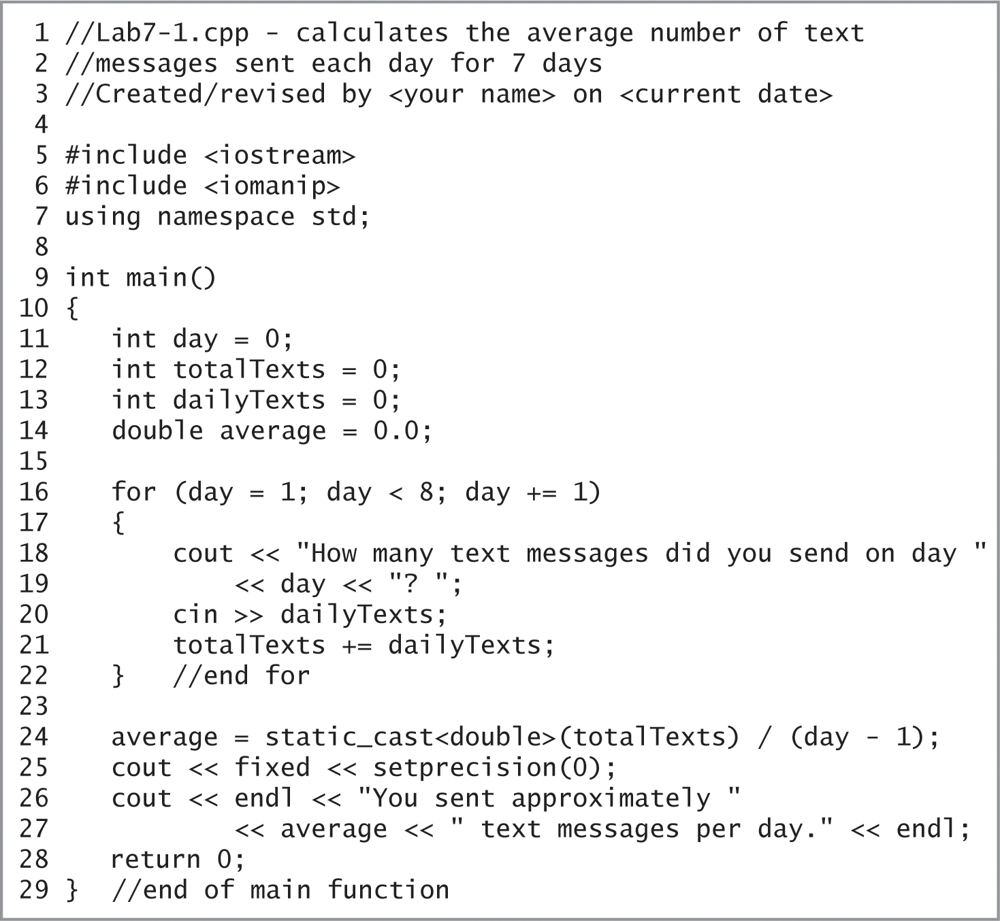 1 //Lab7-1.cpp - calculates the average number of text
2 //messages sent each day for 7 days
3 //Created/revised by <your name> on <current date>
4
5 #include <iostream>
6 #include <iomanip>
7 using namespace std;
8
9 int main()
10 {
11    int day = 0;
12    int totalTexts = 0;
13    int dailyTexts = 0;
14    double average = 0.0;
15
16    for (day = 1; day < 8; day += 1)
17    {
18        cout << "How many text messages did you send on day "
19            << day << "? ";
20        cin >> dailyTexts;
21        totalTexts += dailyTexts;
22    }   //end for
23
24    average = static_cast<double>(totalTexts) / (day - 1);
25    cout << fixed << setprecision(0);
26    cout << endl << "You sent approximately "
27            << average << " text messages per day." << endl;
28    return 0;
29 }  //end of main function